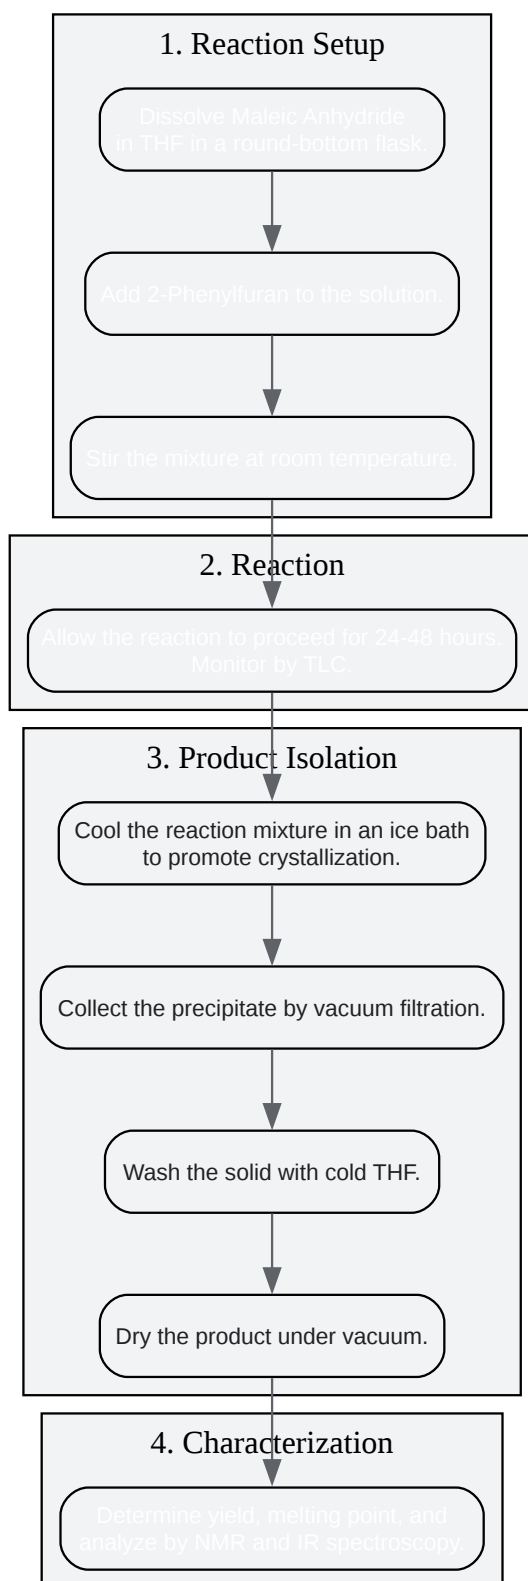 1. Reaction Setup
Dissolve Maleic Anhydride
in THF in a round-bottom flask.
Add 2-Phenylfuran to the solution.
Stir the mixture at room temperature.
2. Reaction
Allow the reaction to proceed for 24-48 hours.
Monitor by TLC.
3. Product Isolation
Cool the reaction mixture in an ice bath
to promote crystallization.
Collect the precipitate by vacuum filtration.
Wash the solid with cold THF.
Dry the product under vacuum.
4. Characterization
Determine yield, melting point, and
analyze by NMR and IR spectroscopy.